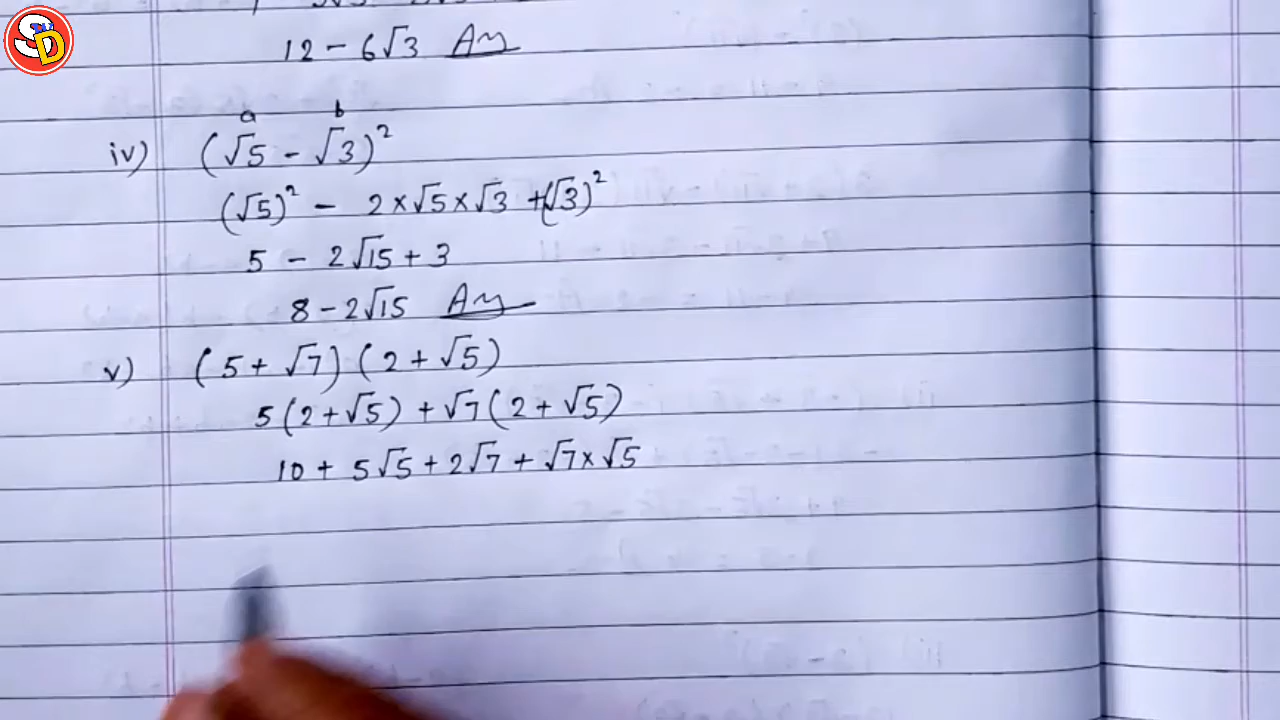 SD
12 - 6√3 Ans
a b
iv) (√5 - √3)²
(√5)² - 2×√5×√3 +(√3)²
5 - 2√15 + 3
8 - 2√15 Ans
v) (5 + √7) (2 + √5)
5(2+√5) + √7(2 + √5)
10 + 5√5 + 2√7 + √7×√5